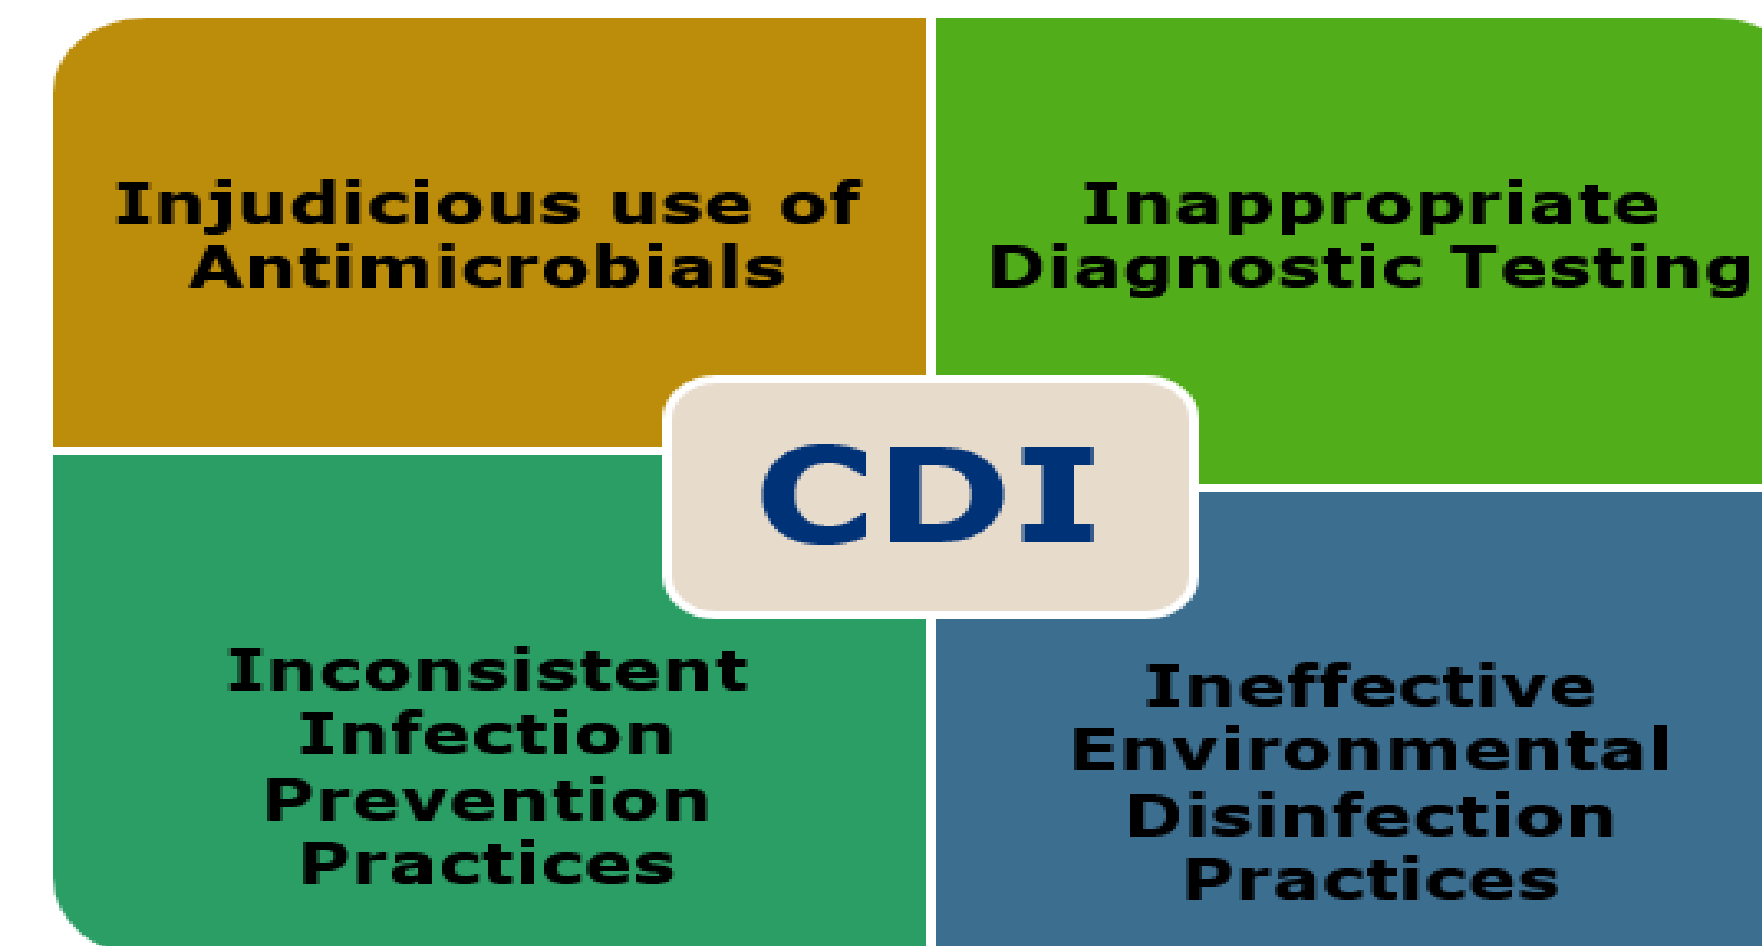 Injudicious use of
Antimicrobials
Inappropriate
Diagnostic Testing
CDI
Inconsistent
Infection
Prevention
Practices
Ineffective
Environmental
Disinfection
Practices